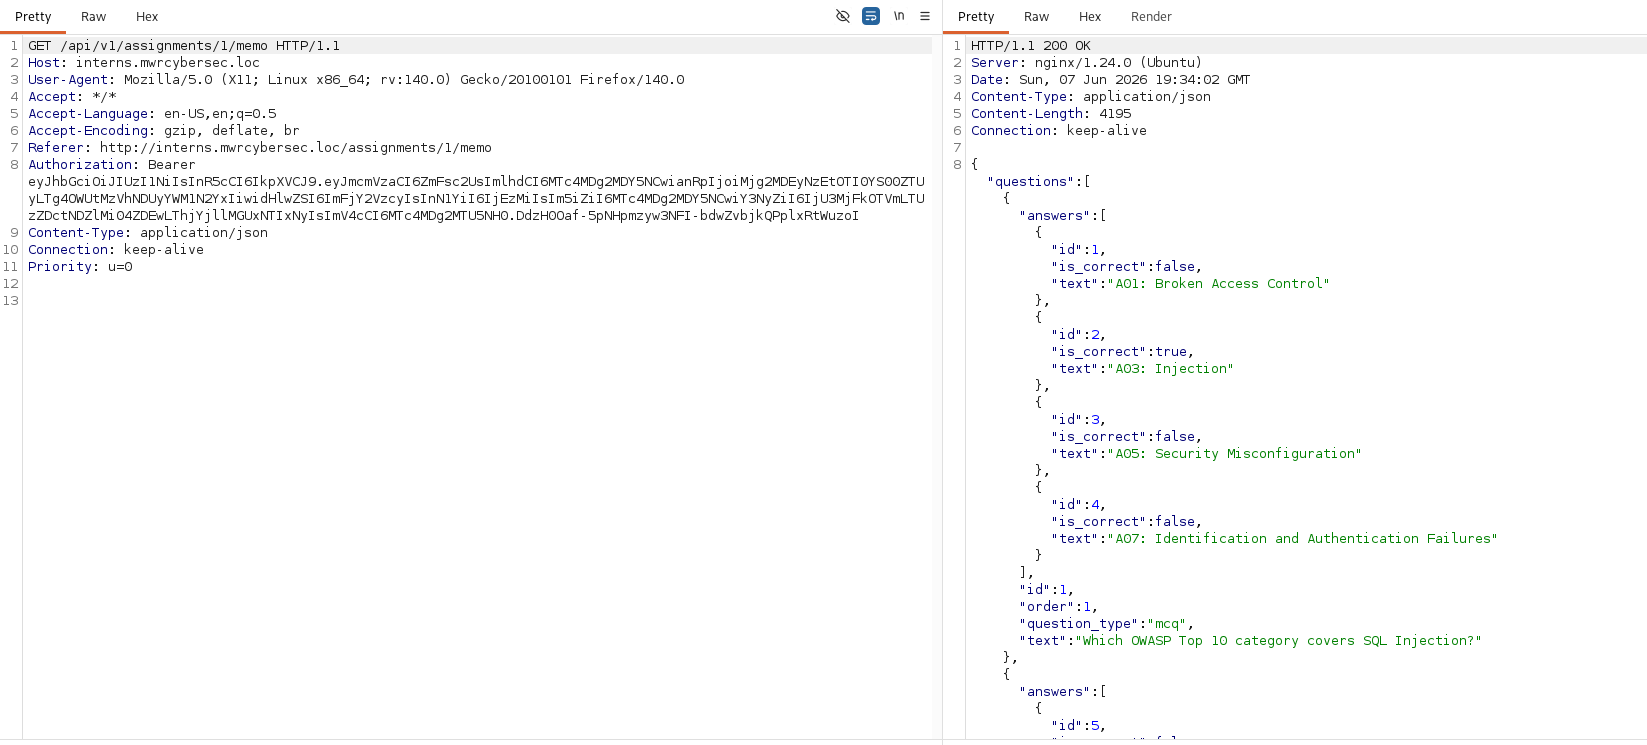 Pretty Raw Hex
\n
1 GET /api/v1/assignments/1/memo HTTP/1.1
2 Host: interns.mwrcybersec.loc
3 User-Agent: Mozilla/5.0 (X11; Linux x86_64; rv:140.0) Gecko/20100101 Firefox/140.0
4 Accept: */*
5 Accept-Language: en-US,en;q=0.5
6 Accept-Encoding: gzip, deflate, br
7 Referer: http://interns.mwrcybersec.loc/assignments/1/memo
8 Authorization: Bearer
eyJhbGciOiJIUzI1NiIsInR5cCI6IkpXVCJ9.eyJmcmVzaCI6ZmFsc2UsImlhdCI6MTc4MDg2MDY5NCwianRpIjoiMjg2MDEyNzEtOTI0YS00ZTU
yLTg4OWUtMzVhNDUyYWM1N2YxIiwidHlwZSI6ImFjY2VzcyIsInN1YiI6IjEzMiIsIm5iZiI6MTc4MDg2MDY5NCwiY3NyZiI6IjU3MjFkOTVmLTU
zZDctNDZlMi04ZDEwLThjYjllMGUxNTIxNyIsImV4cCI6MTc4MDg2MTU5NH0.DdzH0Oaf-5pNHpmzyw3NFI-bdwZvbjkQPplxRtWuzoI
9 Content-Type: application/json
10 Connection: keep-alive
11 Priority: u=0
12
13
Pretty Raw Hex Render
1 HTTP/1.1 200 OK
2 Server: nginx/1.24.0 (Ubuntu)
3 Date: Sun, 07 Jun 2026 19:34:02 GMT
4 Content-Type: application/json
5 Content-Length: 4195
6 Connection: keep-alive
7
8 {
"questions":[
{
"answers":[
{
"id":1,
"is_correct":false,
"text":"A01: Broken Access Control"
},
{
"id":2,
"is_correct":true,
"text":"A03: Injection"
},
{
"id":3,
"is_correct":false,
"text":"A05: Security Misconfiguration"
},
{
"id":4,
"is_correct":false,
"text":"A07: Identification and Authentication Failures"
}
],
"id":1,
"order":1,
"question_type":"mcq",
"text":"Which OWASP Top 10 category covers SQL Injection?"
},
{
"answers":[
{
"id":5,